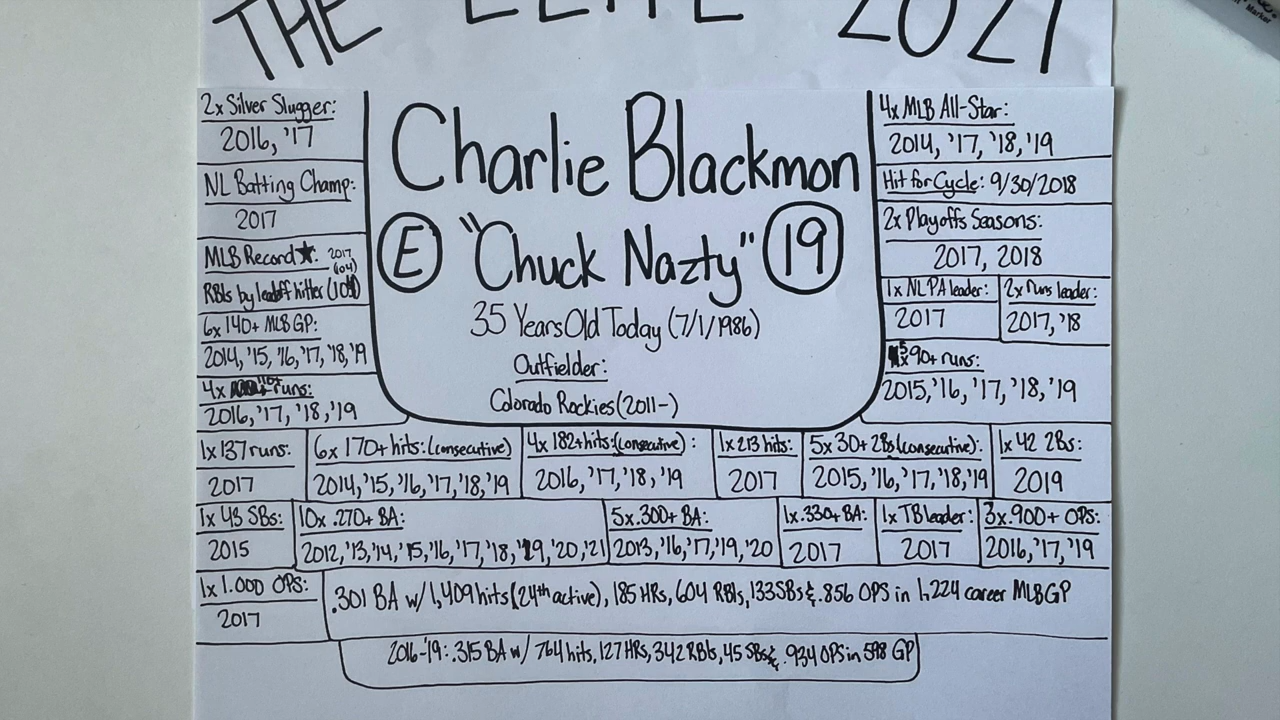 THE ELITE 2021
Marker
2x Silver Slugger:
2016, '17
NL Batting Champ:
2017
MLB Record★: 2017
(104)
RBIs by leadoff hitter (103)
6x 140+ MLB GP:
2014, '15, '16, '17, '18, '19
4x 110+ runs:
2016, '17, '18, '19
Charlie Blackmon
E "Chuck Nazty" 19
35 Years Old Today (7/1/1986)
Outfielder:
Colorado Rockies (2011-)
4x MLB All-Star:
2014, '17, '18, '19
Hit for Cycle: 9/30/2018
2x Playoffs Seasons:
2017, 2018
1x NL PA leader:
2017
2x runs leader:
2017, '18
5x 90+ runs:
2015, '16, '17, '18, '19
1x 137 runs:
2017
6x 170+ hits: (consecutive)
2014, '15, '16, '17, '18, '19
4x 182+ hits: (consecutive) :
2016, '17, '18, '19
1x 213 hits:
2017
5x 30+ 2Bs (consecutive):
2015, '16, '17, '18, '19
1x 42 2Bs:
2019
1x 43 SBs:
2015
10x .270+ BA:
2012, '13, '14, '15, '16, '17, '18, '19, '20, '21
5x .300+ BA:
2013, '16, '17, '19, '20
1x .330+ BA:
2017
1x TB leader:
2017
3x .900+ OPS:
2016, '17, '19
1x 1.000 OPS:
2017
.301 BA w/ 1,409 hits (24th active), 185 HRs, 604 RBIs, 133 SBs & .856 OPS in 1,224 career MLB GP
2016-'19: .315 BA w/ 764 hits, 127 HRs, 342 RBIs, 45 SBs & .934 OPS in 598 GP